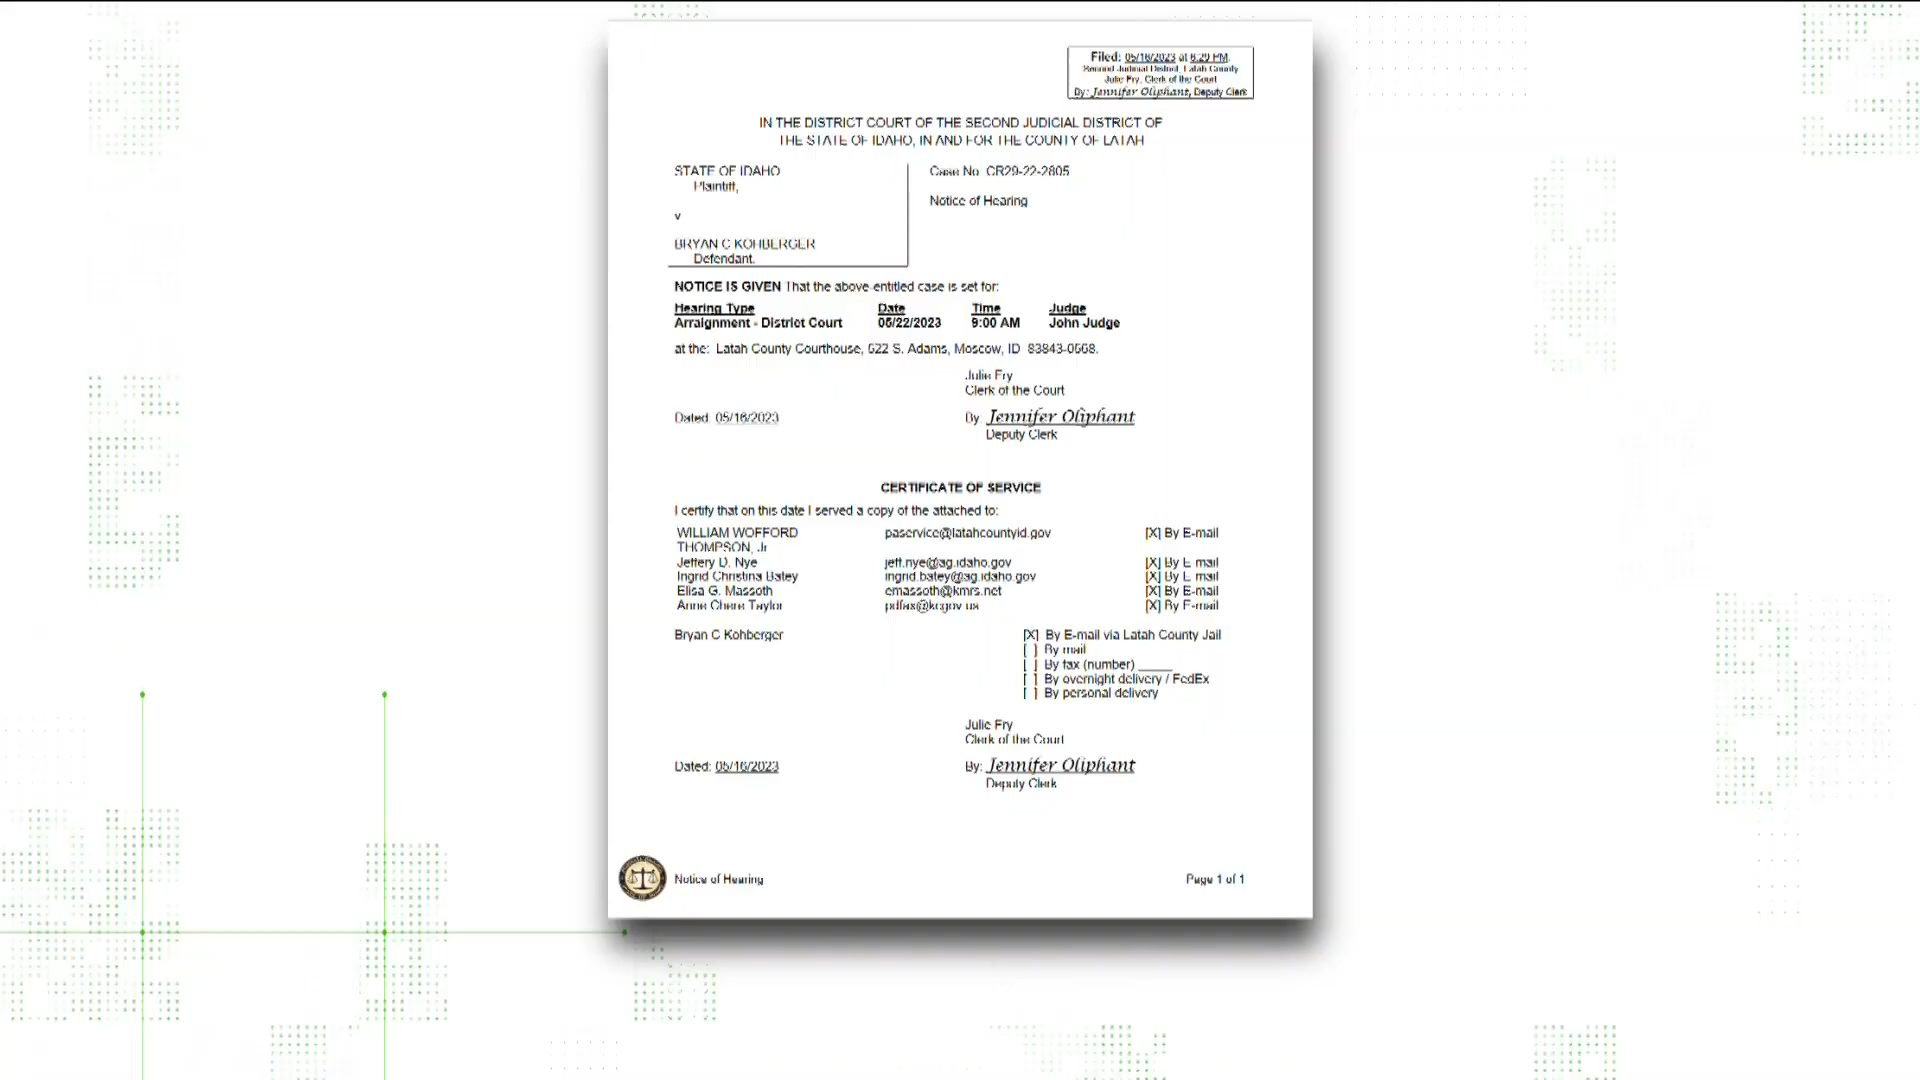 Filed: 05/16/2023 at 6:29 PM.
Second Judicial District, Latah County
Julie Fry, Clerk of the Court
By: Jennifer Oliphant, Deputy Clerk
IN THE DISTRICT COURT OF THE SECOND JUDICIAL DISTRICT OF
THE STATE OF IDAHO, IN AND FOR THE COUNTY OF LATAH
STATE OF IDAHO
Plaintiff,
v
BRYAN C KOHBERGER
Defendant.
Case No. CR29-22-2805
Notice of Hearing
NOTICE IS GIVEN That the above-entitled case is set for:
Hearing Type Date Time Judge
Arraignment - District Court 05/22/2023 9:00 AM John Judge
at the: Latah County Courthouse, 522 S. Adams, Moscow, ID 83843-0568.
Julie Fry
Clerk of the Court
Dated: 05/16/2023
By: Jennifer Oliphant
Deputy Clerk
CERTIFICATE OF SERVICE
I certify that on this date I served a copy of the attached to:
WILLIAM WOFFORD THOMPSON, Jr. paservice@latahcountyid.gov [X] By E-mail
Jeffery D. Nye jeff.nye@ag.idaho.gov [X] By E-mail
Ingrid Christina Batey ingrid.batey@ag.idaho.gov [X] By E-mail
Elisa G. Massoth emassoth@kmrs.net [X] By E-mail
Anne Chere Taylor pdfax@kcgov.us [X] By E-mail
Bryan C Kohberger [X] By E-mail via Latah County Jail
[ ] By mail
[ ] By fax (number) _____
[ ] By overnight delivery / FedEx
[ ] By personal delivery
Julie Fry
Clerk of the Court
Dated: 05/16/2023
By: Jennifer Oliphant
Deputy Clerk
Notice of Hearing
Page 1 of 1